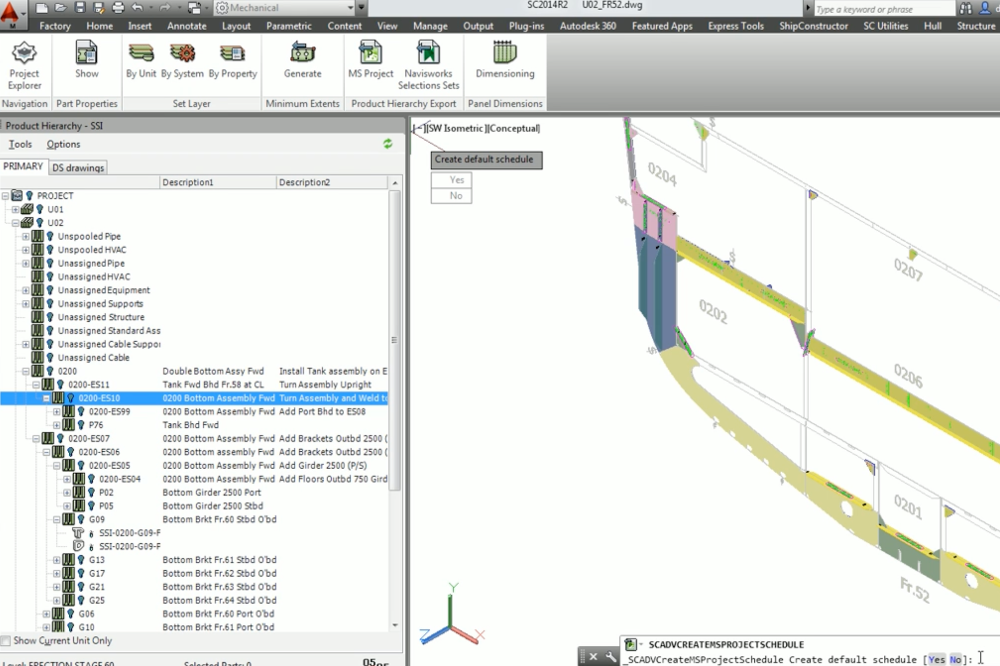 Mechanical
SC2014R2 U02_FR52.dwg
Type a keyword or phrase
M
Factory Home Insert Annotate Layout Parametric Content View Manage Output Plug-ins Autodesk 360 Featured Apps Express Tools ShipConstructor SC Utilities Hull Structure
Project Explorer
Show
By Unit By System By Property
Generate
MS Project Navisworks Selections Sets
Dimensioning
Navigation Part Properties Set Layer Minimum Extents Product Hierarchy Export Panel Dimensions
Product Hierarchy - SSI
Tools Options
PRIMARY DS drawings
Description1 Description2
PROJECT
U01
U02
Unspooled Pipe
Unspooled HVAC
Unassigned Pipe
Unassigned HVAC
Unassigned Equipment
Unassigned Supports
Unassigned Structure
Unassigned Standard Ass
Unassigned Cable Suppor
Unassigned Cable
0200 Double Bottom Assy Fwd Install Tank assembly on E
0200-ES11 Tank Fwd Bhd Fr.58 at CL Turn Assembly Upright
0200-ES10 0200 Bottom Assembly Fwd Turn Assembly and Weld to
0200-ES99 0200 Bottom Assembly Fwd Add Port Bhd to ES08
P76 Tank Bhd Fwd
0200-ES07 0200 Bottom Assembly Fwd Add Brackets Outbd 2500 (
0200-ES06 0200 Bottom assembly Fwd Add Brackets Outbd 2500 (
0200-ES05 0200 Bottom Assembly Fwd Add Girder 2500 (P/S)
0200-ES04 0200 Bottom Assembly Fwd Add Floors Outbd 750 Gird
P02 Bottom Girder 2500 Port
P05 Bottom Girder 2500 Stbd
G09 Bottom Brkt Fr.60 Stbd O'bd
SSI-0200-G09-F
SSI-0200-G09-F
G13 Bottom Brkt Fr.61 Stbd O'bd
G17 Bottom Brkt Fr.62 Stbd O'bd
G21 Bottom Brkt Fr.63 Stbd O'bd
G25 Bottom Brkt Fr.64 Stbd O'bd
G06 Bottom Brkt Fr.60 Port O'bd
G10 Bottom Brkt Fr.61 Port O'bd
Show Current Unit Only
Level: ERECTION STAGE 60 Selected Parts: 0
[−][SW Isometric][Conceptual]
Create default schedule
Yes
No
0204
0207
0202
0206
0201
Fr.52
Y
Z X
SCADVCREATEMSPROJECTSCHEDULE
_SCADVCreateMSProjectSchedule Create default schedule [Yes No]: